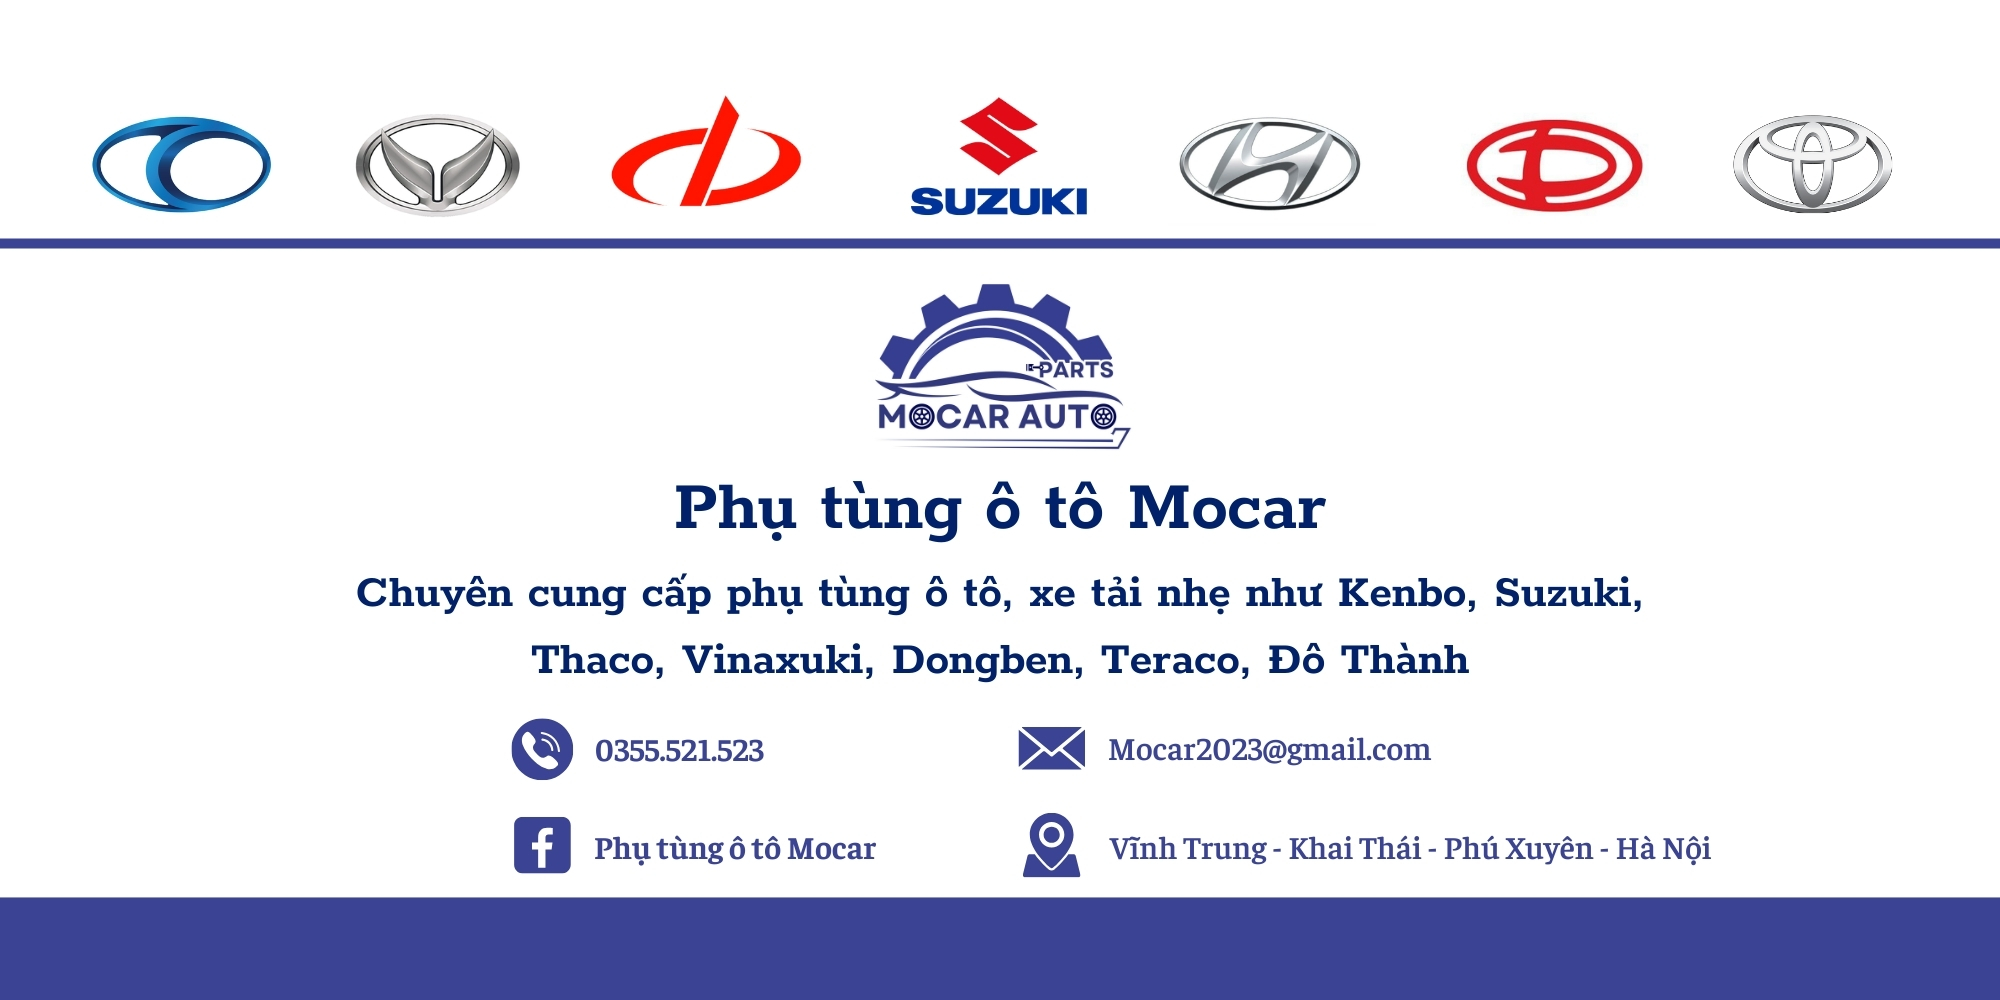 SUZUKI
PARTS
MOCAR AUTO
Phụ tùng ô tô Mocar
Chuyên cung cấp phụ tùng ô tô, xe tải nhẹ như Kenbo, Suzuki,
Thaco, Vinaxuki, Dongben, Teraco, Đô Thành
0355.521.523
Mocar2023@gmail.com
Phụ tùng ô tô Mocar
Vĩnh Trung - Khai Thái - Phú Xuyên - Hà Nội